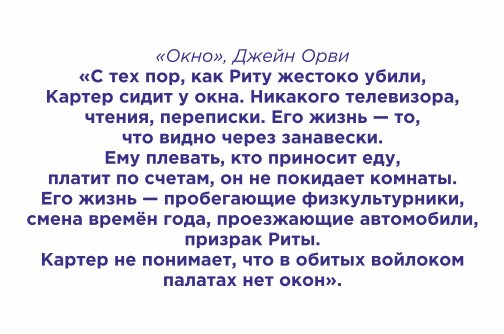 «Окно», Джейн Орви
«С тех пор, как Риту жестоко убили,
Картер сидит у окна. Никакого телевизора,
чтения, переписки. Его жизнь — то,
что видно через занавески.
Ему плевать, кто приносит еду,
платит по счетам, он не покидает комнаты.
Его жизнь — пробегающие физкультурники,
смена времён года, проезжающие автомобили,
призрак Риты.
Картер не понимает, что в обитых войлоком
палатах нет окон».